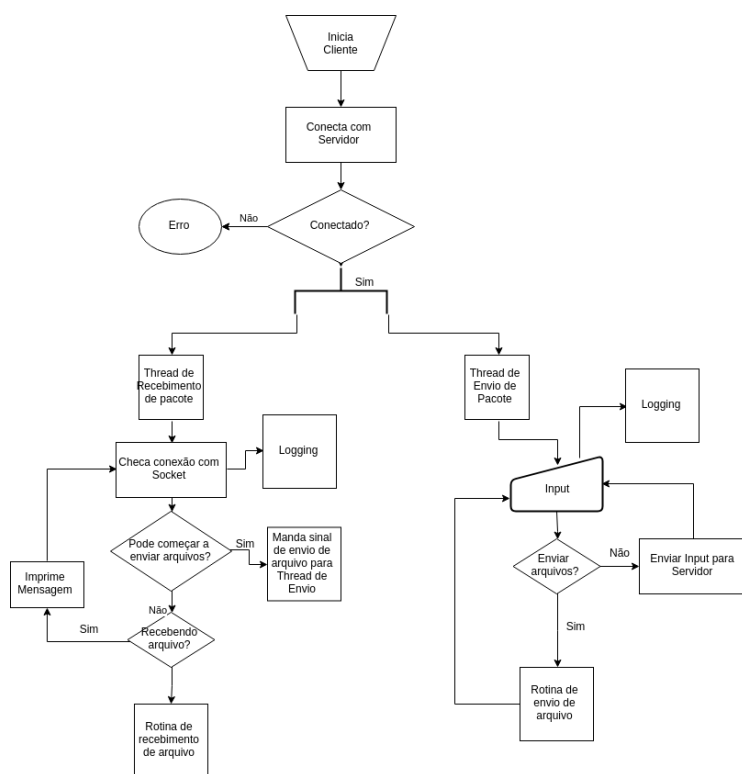 Inicia
Cliente
Conecta com
Servidor
Conectado?
Não
Erro
Sim
Thread de
Recebimento
de pacote
Thread de
Envio de
Pacote
Logging
Logging
Checa conexão com
Socket
Input
Pode começar a
enviar arquivos?
Sim
Manda sinal
de envio de
arquivo para
Thread de
Envio
Enviar
arquivos?
Não
Enviar Input para
Servidor
Imprime
Mensagem
Não
Sim
Recebendo
arquivo?
Sim
Rotina de
envio de
arquivo
Rotina de
recebimento
de arquivo